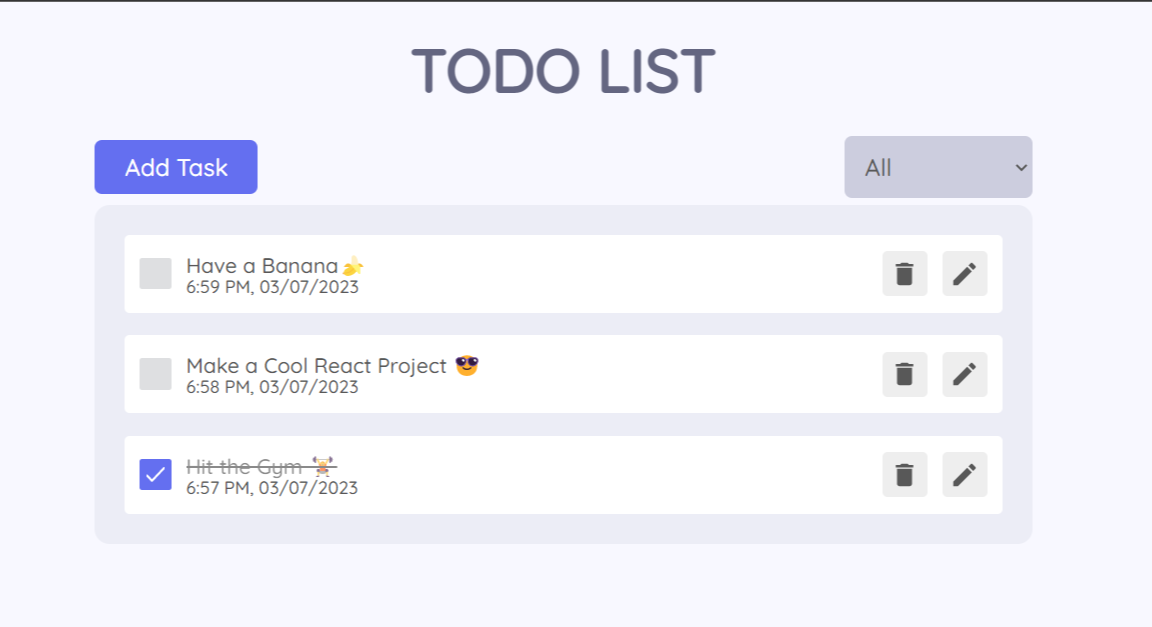 TODO LIST
Add Task
All
Have a Banana🍌
6:59 PM, 03/07/2023
Make a Cool React Project 😎
6:58 PM, 03/07/2023
Hit the Gym 🏋️
6:57 PM, 03/07/2023